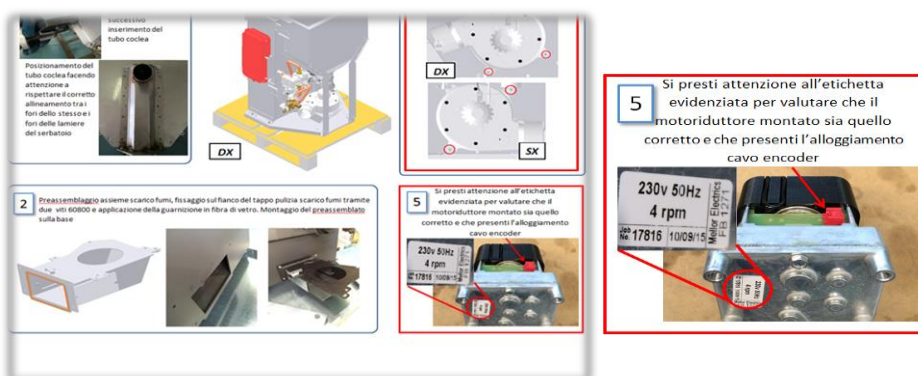 successivo
inserimento del
tubo coclea
Posizionamento del
tubo coclea facendo
attenzione a
rispettare il corretto
allineamento tra i
fori dello stesso e i
fori delle lamiere
del serbatoio
DX
DX
SX
2
Preassemblaggio assieme scarico fumi, fissaggio sul fianco del tappo pulizia scarico fumi tramite
due viti 60800 e applicazione della guarnizione in fibra di vetro. Montaggio del preassemblato
sulla base
5
Si presti attenzione all'etichetta
evidenziata per valutare che il
motoriduttore montato sia quello
corretto e che presenti l'alloggiamento
cavo encoder
230v 50Hz
4 rpm
17816 10/09/15
Mellor Electrics
FB 1271
5
Si presti attenzione all'etichetta
evidenziata per valutare che il
motoriduttore montato sia quello
corretto e che presenti l'alloggiamento
cavo encoder
230v 50Hz
4 rpm
Job
No. 17816 10/09/15
Mellor Electrics
FB 1271